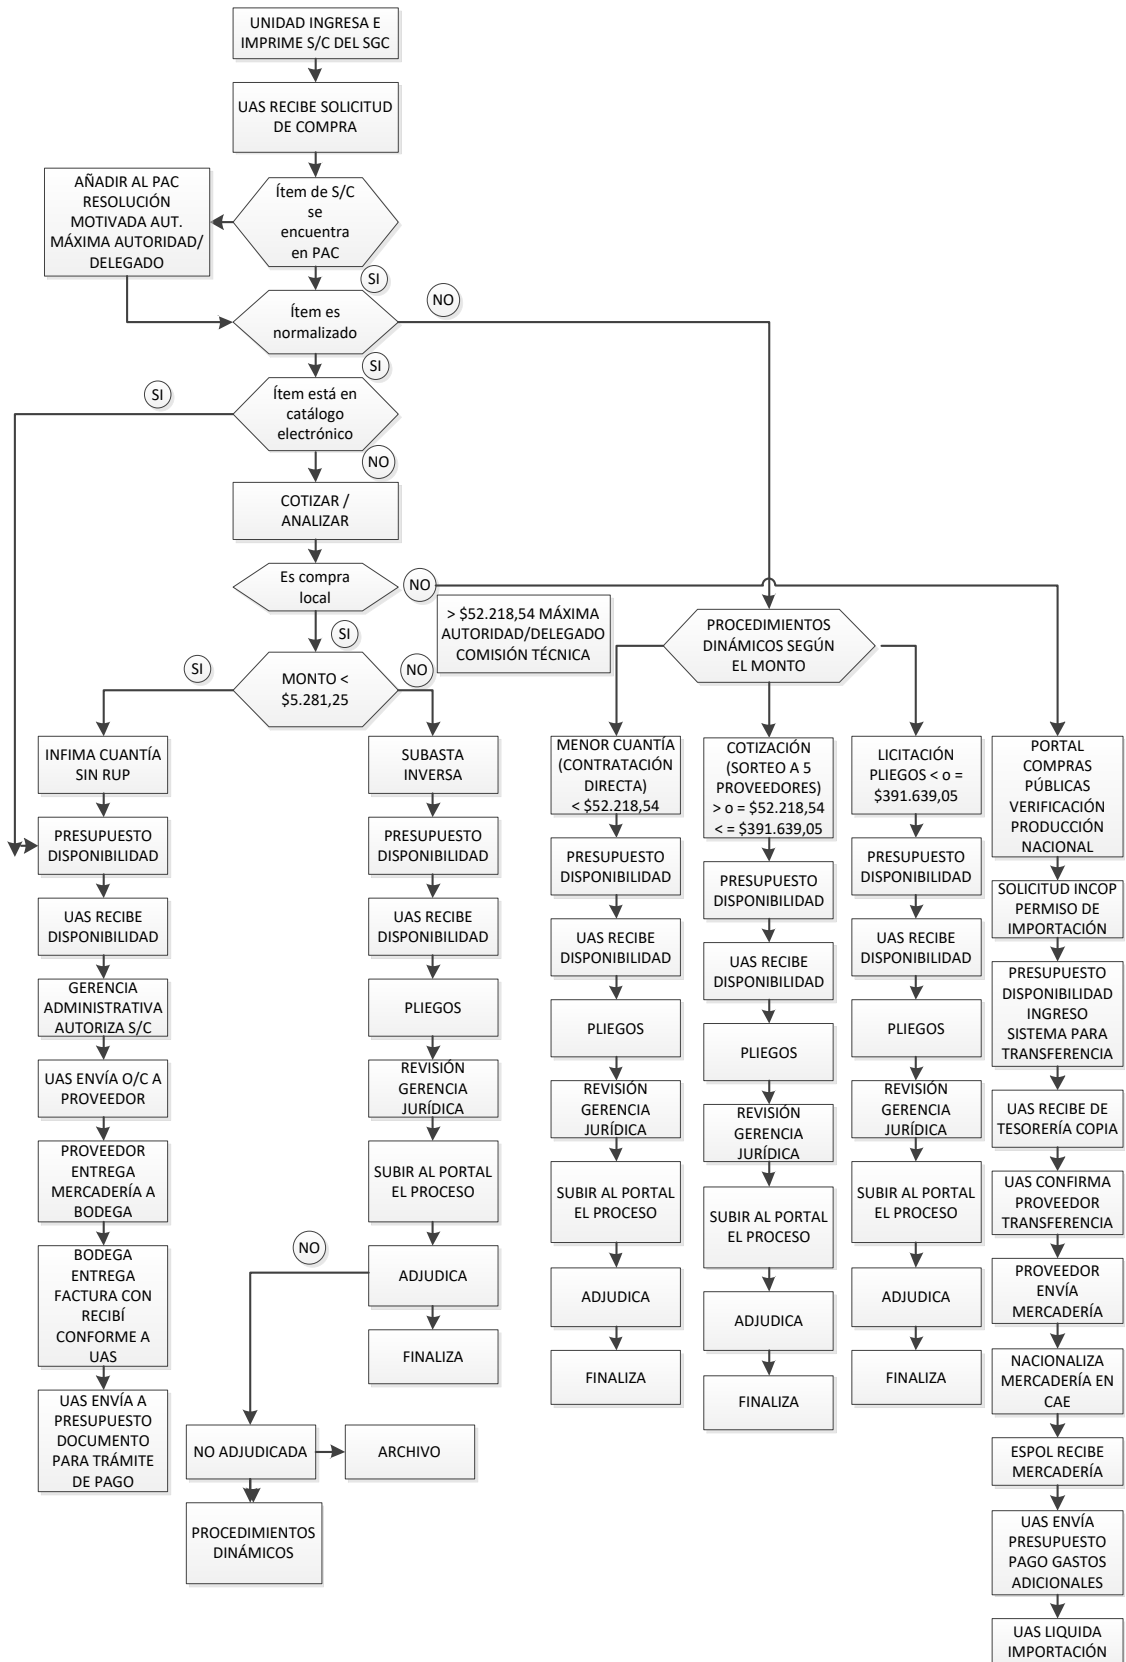 UNIDAD INGRESA E
IMPRIME S/C DEL SGC
UAS RECIBE SOLICITUD
DE COMPRA
AÑADIR AL PAC
RESOLUCIÓN
MOTIVADA AUT.
MÁXIMA AUTORIDAD/
DELEGADO
Ítem de S/C
se
encuentra
en PAC
SI
Ítem es
normalizado
NO
SI
Ítem está en
catálogo
electrónico
SI
NO
COTIZAR /
ANALIZAR
Es compra
local
NO
SI
> $52.218,54 MÁXIMA
AUTORIDAD/DELEGADO
COMISIÓN TÉCNICA
PROCEDIMIENTOS
DINÁMICOS SEGÚN
EL MONTO
SI
MONTO <
$5.281,25
NO
INFIMA CUANTÍA
SIN RUP
PRESUPUESTO
DISPONIBILIDAD
UAS RECIBE
DISPONIBILIDAD
GERENCIA
ADMINISTRATIVA
AUTORIZA S/C
UAS ENVÍA O/C A
PROVEEDOR
PROVEEDOR
ENTREGA
MERCADERÍA A
BODEGA
BODEGA
ENTREGA
FACTURA CON
RECIBÍ
CONFORME A
UAS
UAS ENVÍA A
PRESUPUESTO
DOCUMENTO
PARA TRÁMITE
DE PAGO
SUBASTA
INVERSA
PRESUPUESTO
DISPONIBILIDAD
UAS RECIBE
DISPONIBILIDAD
PLIEGOS
REVISIÓN
GERENCIA
JURÍDICA
SUBIR AL PORTAL
EL PROCESO
NO
ADJUDICA
FINALIZA
NO ADJUDICADA
ARCHIVO
PROCEDIMIENTOS
DINÁMICOS
MENOR CUANTÍA
(CONTRATACIÓN
DIRECTA)
< $52.218,54
PRESUPUESTO
DISPONIBILIDAD
UAS RECIBE
DISPONIBILIDAD
PLIEGOS
REVISIÓN
GERENCIA
JURÍDICA
SUBIR AL PORTAL
EL PROCESO
ADJUDICA
FINALIZA
COTIZACIÓN
(SORTEO A 5
PROVEEDORES)
> o = $52.218,54
< = $391.639,05
PRESUPUESTO
DISPONIBILIDAD
UAS RECIBE
DISPONIBILIDAD
PLIEGOS
REVISIÓN
GERENCIA
JURÍDICA
SUBIR AL PORTAL
EL PROCESO
ADJUDICA
FINALIZA
LICITACIÓN
PLIEGOS < o =
$391.639,05
PRESUPUESTO
DISPONIBILIDAD
UAS RECIBE
DISPONIBILIDAD
PLIEGOS
REVISIÓN
GERENCIA
JURÍDICA
SUBIR AL PORTAL
EL PROCESO
ADJUDICA
FINALIZA
PORTAL
COMPRAS
PÚBLICAS
VERIFICACIÓN
PRODUCCIÓN
NACIONAL
SOLICITUD INCOP
PERMISO DE
IMPORTACIÓN
PRESUPUESTO
DISPONIBILIDAD
INGRESO
SISTEMA PARA
TRANSFERENCIA
UAS RECIBE DE
TESORERÍA COPIA
UAS CONFIRMA
PROVEEDOR
TRANSFERENCIA
PROVEEDOR
ENVÍA
MERCADERÍA
NACIONALIZA
MERCADERÍA EN
CAE
ESPOL RECIBE
MERCADERÍA
UAS ENVÍA
PRESUPUESTO
PAGO GASTOS
ADICIONALES
UAS LIQUIDA
IMPORTACIÓN